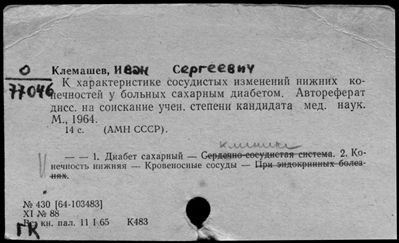 О
77046
Клемашев, Иван Сергеевич
К характеристике сосудистых изменений нижних ко-
нечностей у больных сахарным диабетом. Автореферат
дисс. на соискание учен. степени кандидата мед. наук.
М., 1964.
14 с. (АМН СССР).
клиника
— — 1. Диабет сахарный — Сердечно-сосудистая система. 2. Ко-
нечность нижняя — Кровеносные сосуды — При эндокринных болез-
нях.
№ 430 [64-103483]
XI № 88
Вс. кн. пал. 11 I 65 К483
ГК